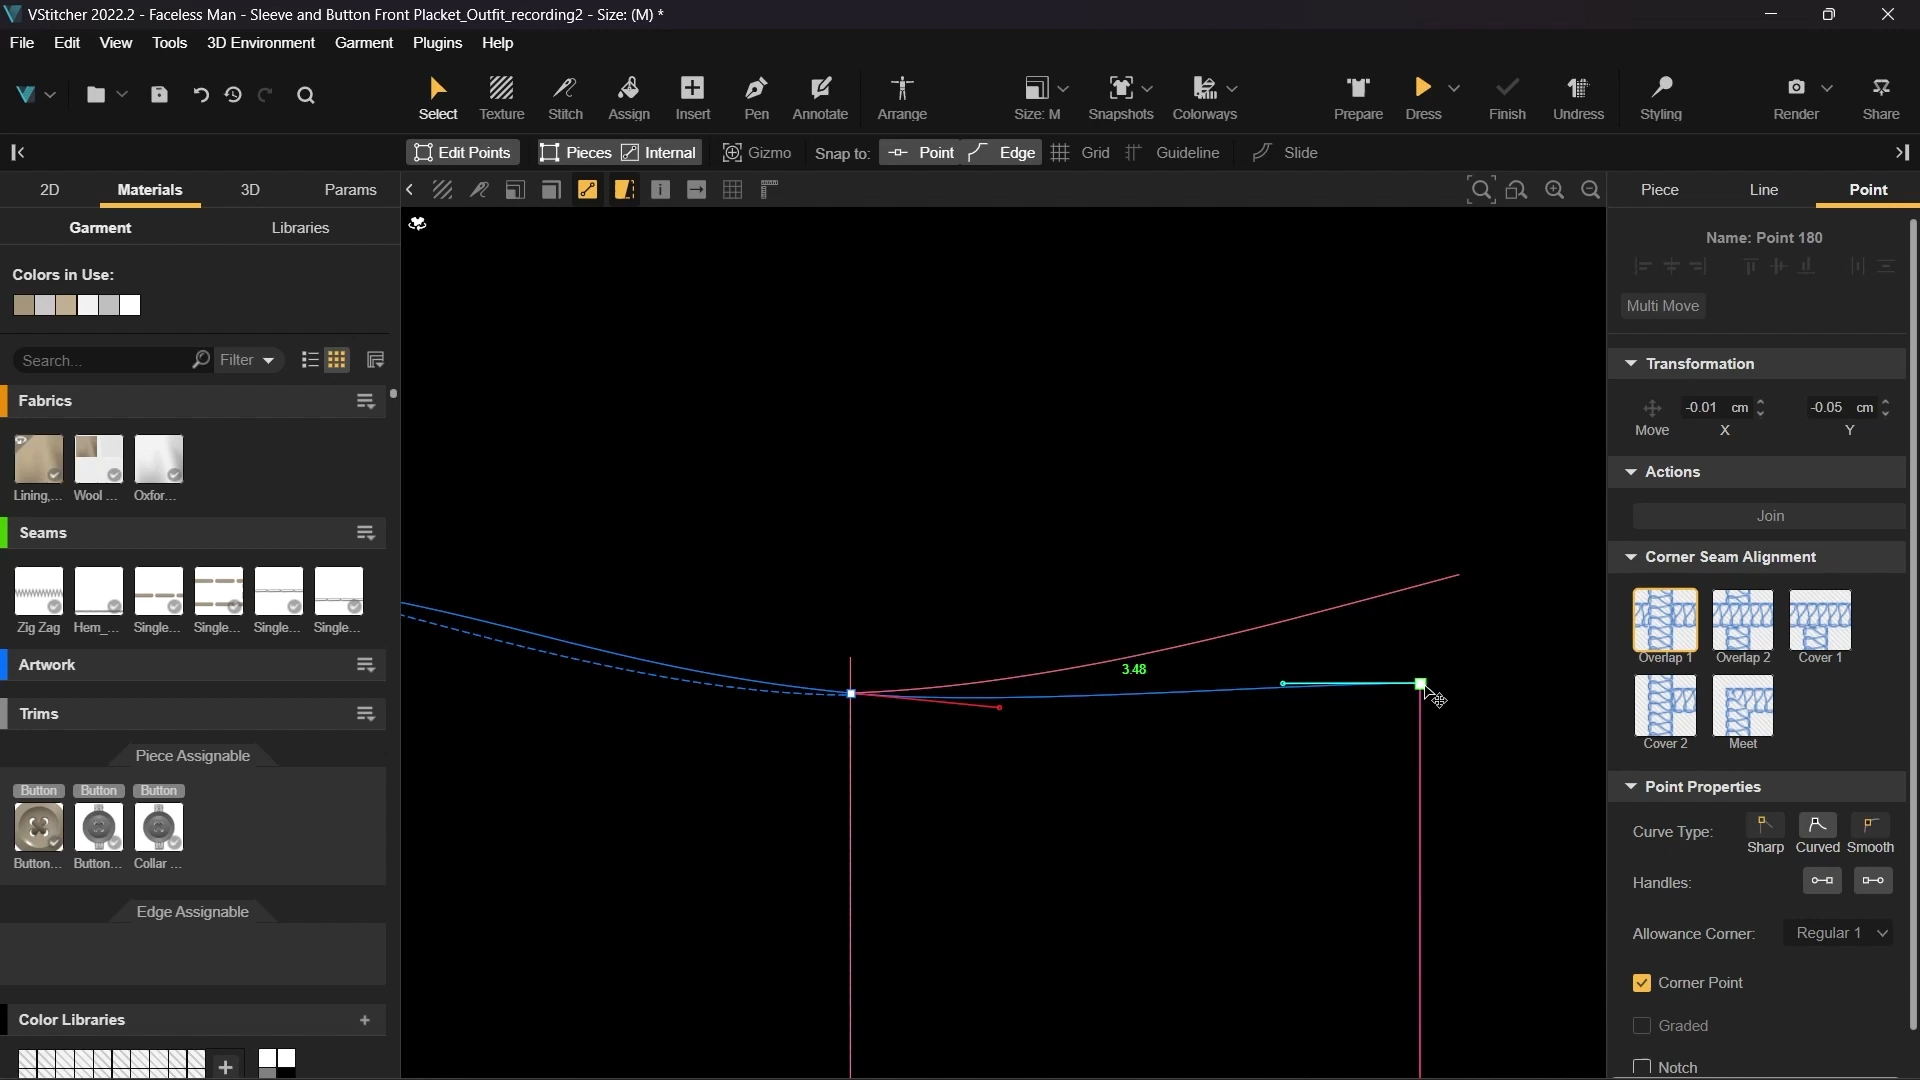 VStitcher 2022.2 - Faceless Man - Sleeve and Button Front Placket_Outfit_recording2 - Size: (M) *
File Edit View Tools 3D Environment Garment Plugins Help
Select Texture Stitch Assign Insert Pen Annotate Arrange Size: M Snapshots Colorways Prepare Dress Finish Undress Styling Render Share
Edit Points Pieces Internal Gizmo Snap to: Point Edge Grid Guideline Slide
2D Materials 3D Params
Piece Line Point
Garment Libraries
Name: Point 180
Colors in Use:
Multi Move
Search... Filter
Transformation
Fabrics
-0.01 cm -0.05 cm
Move X Y
Actions
Lining,... Wool ... Oxfor...
Join
Seams
Corner Seam Alignment
Zig Zag Hem_... Single... Single... Single... Single...
Overlap 1 Overlap 2 Cover 1
3.48
Artwork
Trims
Cover 2 Meet
Piece Assignable
Point Properties
Button Button Button
Curve Type: Sharp Curved Smooth
Button... Button... Collar ...
Handles:
Edge Assignable
Allowance Corner: Regular 1
Corner Point
Color Libraries
Graded
Notch